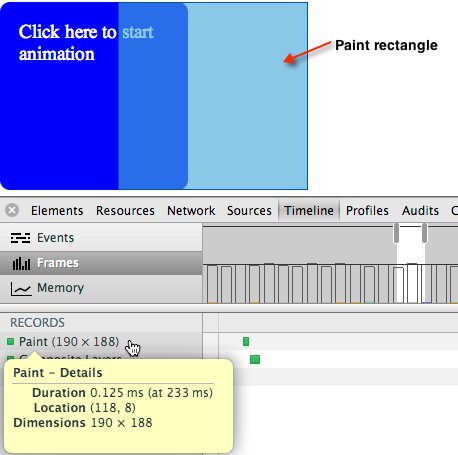 Click here to start
animation
Paint rectangle
Elements Resources Network Sources Timeline Profiles Audits
Events
Frames
Memory
RECORDS
Paint (190 × 188)
Composite Layers
Paint – Details
Duration 0.125 ms (at 233 ms)
Location (118, 8)
Dimensions 190 × 188